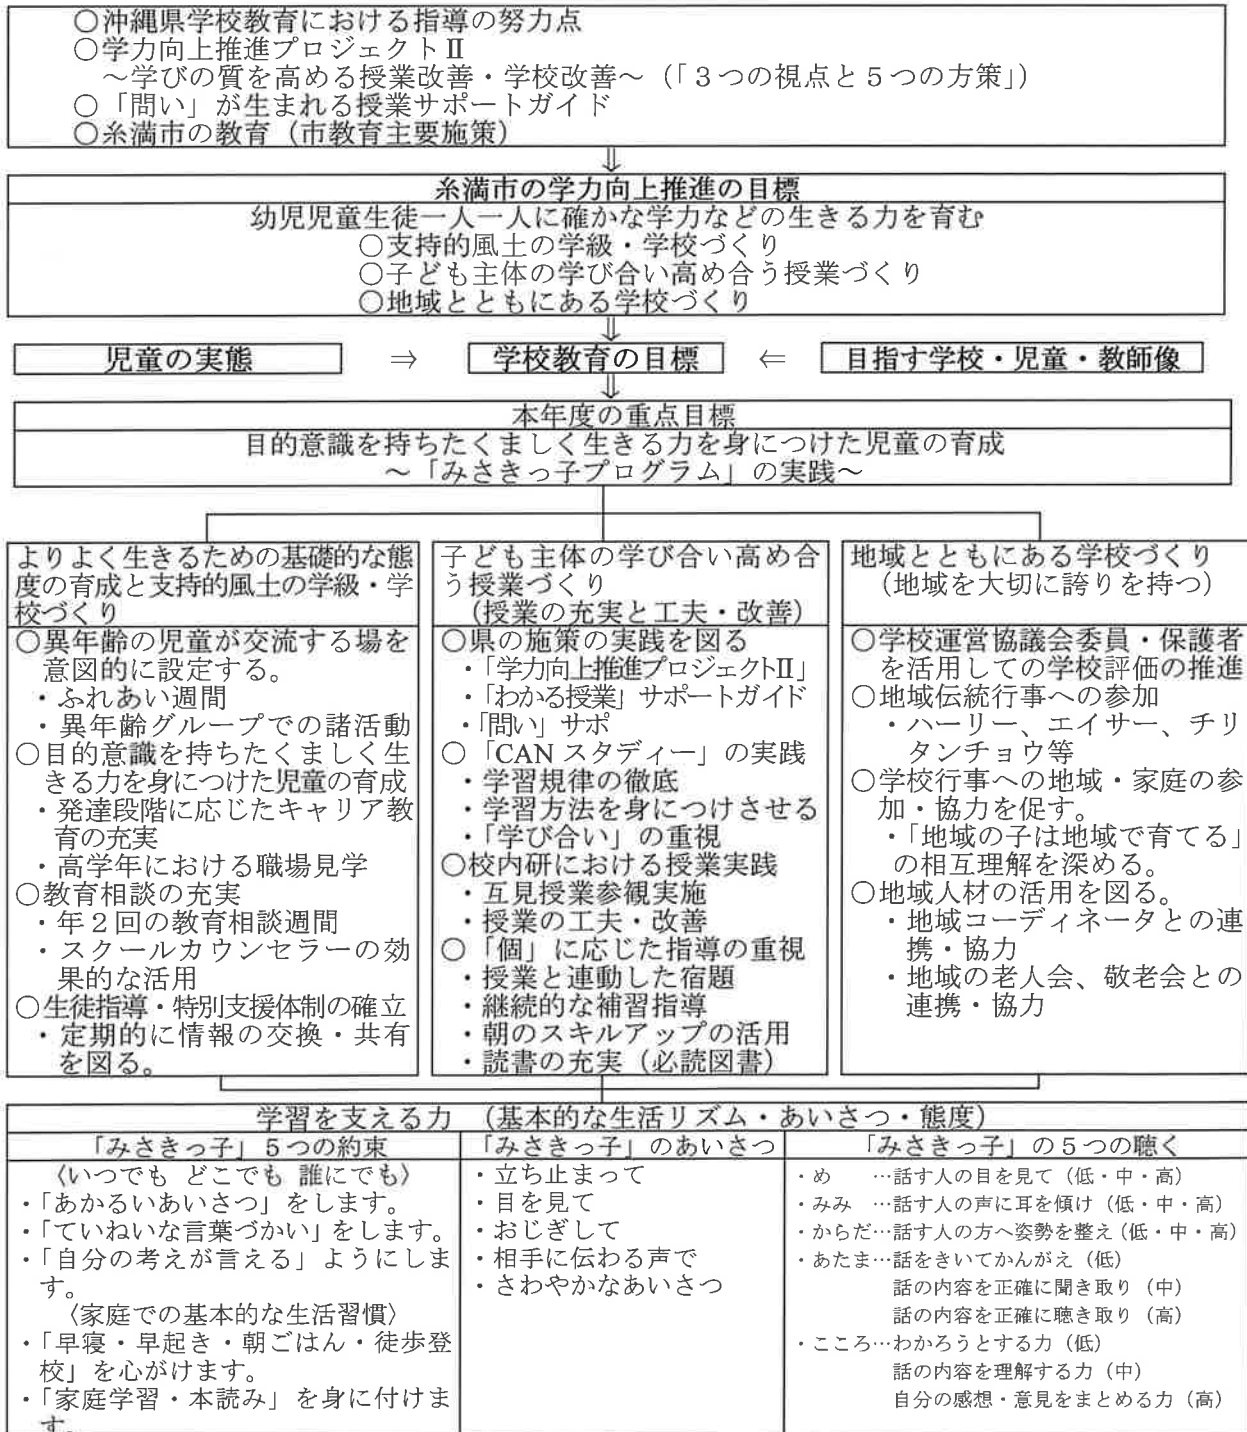 ○沖縄県学校教育における指導の努力点
○学力向上推進プロジェクトⅡ
～学びの質を高める授業改善・学校改善～（「３つの視点と５つの方策」）
○「問い」が生まれる授業サポートガイド
○糸満市の教育（市教育主要施策）
⇓
糸満市の学力向上推進の目標
幼児児童生徒一人一人に確かな学力などの生きる力を育む
○支持的風土の学級・学校づくり
○子ども主体の学び合い高め合う授業づくり
○地域とともにある学校づくり
⇓
児童の実態 ⇒ 学校教育の目標 ⇐ 目指す学校・児童・教師像
⇓
本年度の重点目標
目的意識を持ちたくましく生きる力を身につけた児童の育成
～「みさきっ子プログラム」の実践～
よりよく生きるための基礎的な態
度の育成と支持的風土の学級・学
校づくり
○異年齢の児童が交流する場を
意図的に設定する。
・ふれあい週間
・異年齢グループでの諸活動
○目的意識を持ちたくましく生
きる力を身につけた児童の育成
・発達段階に応じたキャリア教
育の充実
・高学年における職場見学
○教育相談の充実
・年２回の教育相談週間
・スクールカウンセラーの効
果的な活用
○生徒指導・特別支援体制の確立
・定期的に情報の交換・共有
を図る。
子ども主体の学び合い高め合
う授業づくり
（授業の充実と工夫・改善）
○県の施策の実践を図る
・「学力向上推進プロジェクトⅡ」
・「わかる授業」サポートガイド
・「問い」サポ
○「CANスタディー」の実践
・学習規律の徹底
・学習方法を身につけさせる
・「学び合い」の重視
○校内研における授業実践
・互見授業参観実施
・授業の工夫・改善
○「個」に応じた指導の重視
・授業と連動した宿題
・継続的な補習指導
・朝のスキルアップの活用
・読書の充実（必読図書）
地域とともにある学校づくり
（地域を大切に誇りを持つ）
○学校運営協議会委員・保護者
を活用しての学校評価の推進
○地域伝統行事への参加
・ハーリー、エイサー、チリ
タンチョウ等
○学校行事への地域・家庭の参
加・協力を促す。
・「地域の子は地域で育てる」
の相互理解を深める。
○地域人材の活用を図る。
・地域コーディネータとの連
携・協力
・地域の老人会、敬老会との
連携・協力
学習を支える力　（基本的な生活リズム・あいさつ・態度）
「みさきっ子」５つの約束
〈いつでも どこでも 誰にでも〉
・「あかるいあいさつ」をします。
・「ていねいな言葉づかい」をします。
・「自分の考えが言える」ようにしま
す。
〈家庭での基本的な生活習慣〉
・「早寝・早起き・朝ごはん・徒歩登
校」を心がけます。
・「家庭学習・本読み」を身に付けま
す。
「みさきっ子」のあいさつ
・立ち止まって
・目を見て
・おじぎして
・相手に伝わる声で
・さわやかなあいさつ
「みさきっ子」の５つの聴く
・め　…話す人の目を見て（低・中・高）
・みみ　…話す人の声に耳を傾け（低・中・高）
・からだ…話す人の方へ姿勢を整え（低・中・高）
・あたま…話をきいてかんがえ（低）
話の内容を正確に聞き取り（中）
話の内容を正確に聴き取り（高）
・こころ…わかろうとする力（低）
話の内容を理解する力（中）
自分の感想・意見をまとめる力（高）